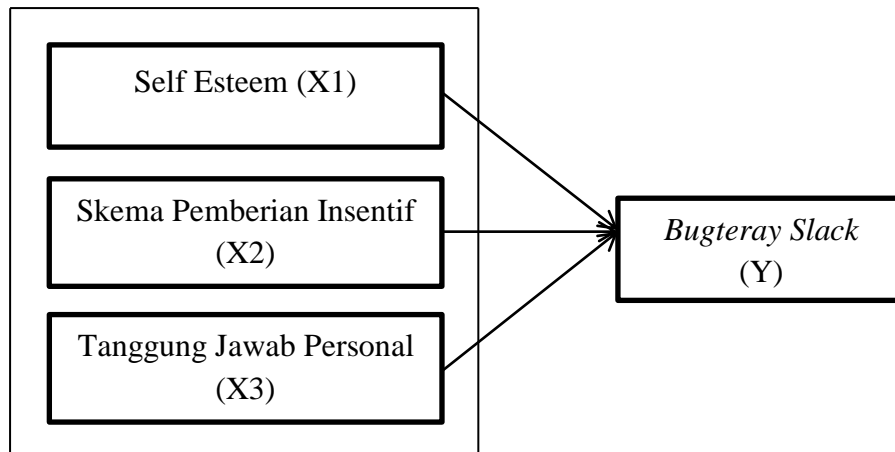 Self Esteem (X1)
Skema Pemberian Insentif
(X2)
Tanggung Jawab Personal
(X3)
Bugteray Slack
(Y)